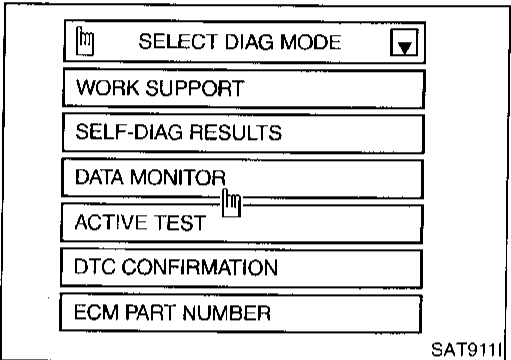 SELECT DIAG MODE
WORK SUPPORT
SELF-DIAG RESULTS
DATA MONITOR
ACTIVE TEST
DTC CONFIRMATION
ECM PART NUMBER
SAT911I